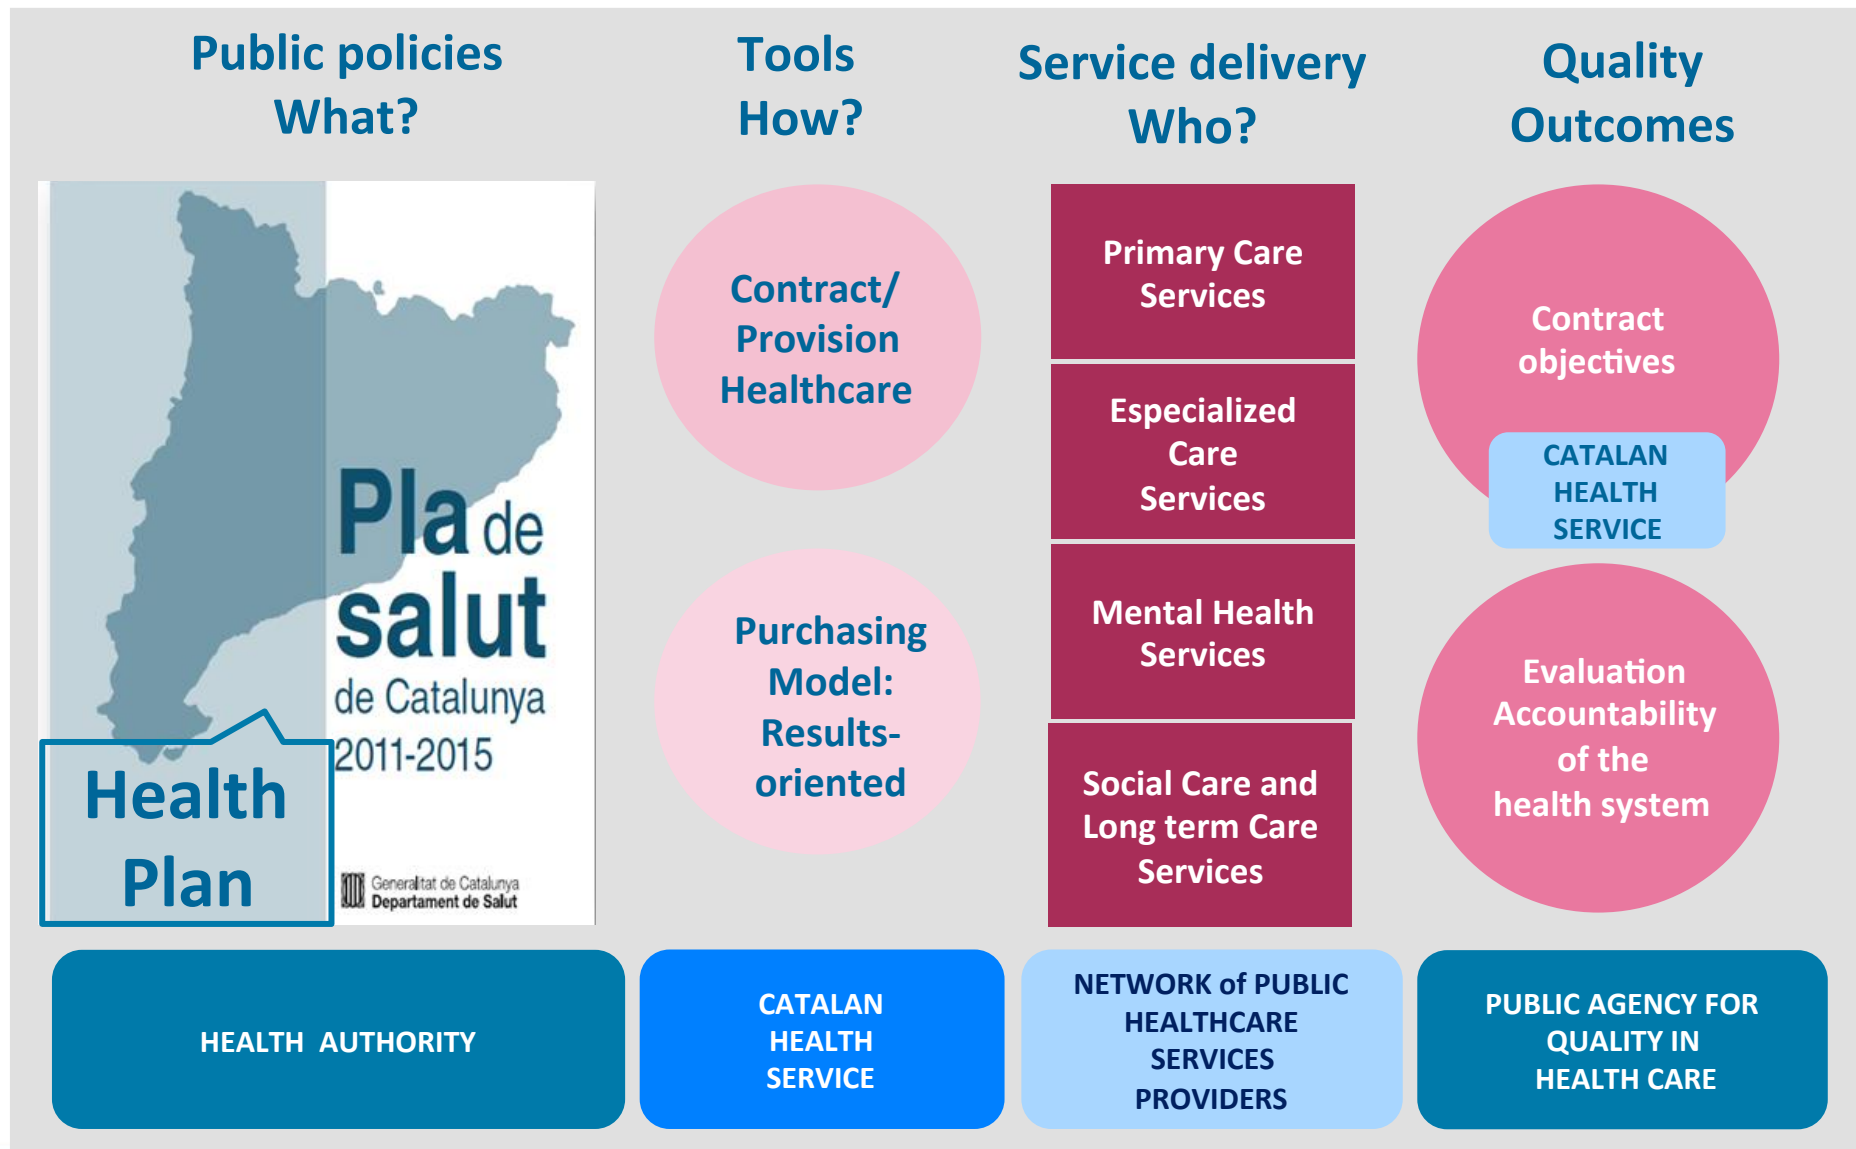 Public policies
What?
Pla de
salut
de Catalunya
2011-2015
Health
Plan
Generalitat de Catalunya
Departament de Salut
HEALTH AUTHORITY
Tools
How?
Contract/
Provision
Healthcare
Purchasing
Model:
Results-
oriented
CATALAN
HEALTH
SERVICE
Service delivery
Who?
Primary Care
Services
Especialized
Care
Services
Mental Health
Services
Social Care and
Long term Care
Services
NETWORK of PUBLIC
HEALTHCARE
SERVICES
PROVIDERS
Quality
Outcomes
Contract
objectives
CATALAN
HEALTH
SERVICE
Evaluation
Accountability
of the
health system
PUBLIC AGENCY FOR
QUALITY IN
HEALTH CARE